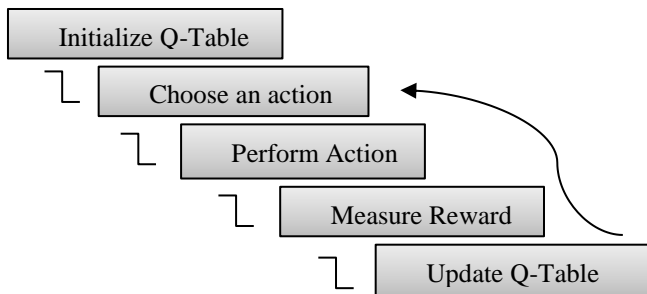 Initialize Q-Table
Choose an action
Perform Action
Measure Reward
Update Q-Table